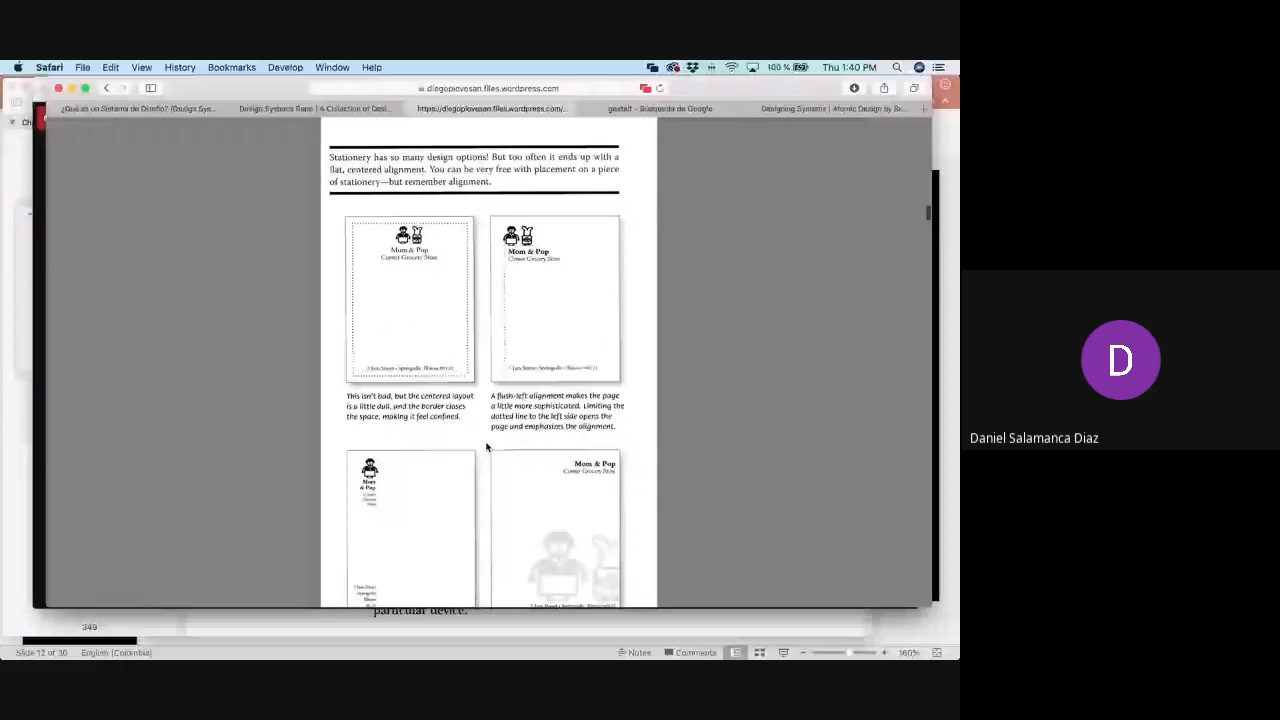 Safari File Edit View History Bookmarks Develop Window Help
100 %
Thu 1:40 PM
https://diegopiovesan.files.wordpress.com
¿Qué es un Sistema de Diseño? (Design Sys...
Design Systems Repo | A Collection of Desi...
https://diegopiovesan.files.wordpress.com/...
gestalt - Búsqueda de Google
Designing Systems | Atomic Design by Br...
Stationery has so many design options! But too often it ends up with a
flat, centered alignment. You can be very free with placement on a piece
of stationery—but remember alignment.
Mom & Pop
Corner Grocery Store
Mom & Pop
Corner Grocery Store
This isn't bad, but the centered layout
is a little dull, and the border closes
the space, making it feel confined.
A flush-left alignment makes the page
a little more sophisticated. Limiting the
dotted line to the left side opens the
page and emphasizes the alignment.
Mom
& Pop
Corner
Grocery
Store
Mom & Pop
Corner Grocery Store
particular device.
348
Slide 12 of 30
English (Colombia)
Notes
Comments
160%
D
Daniel Salamanca Diaz